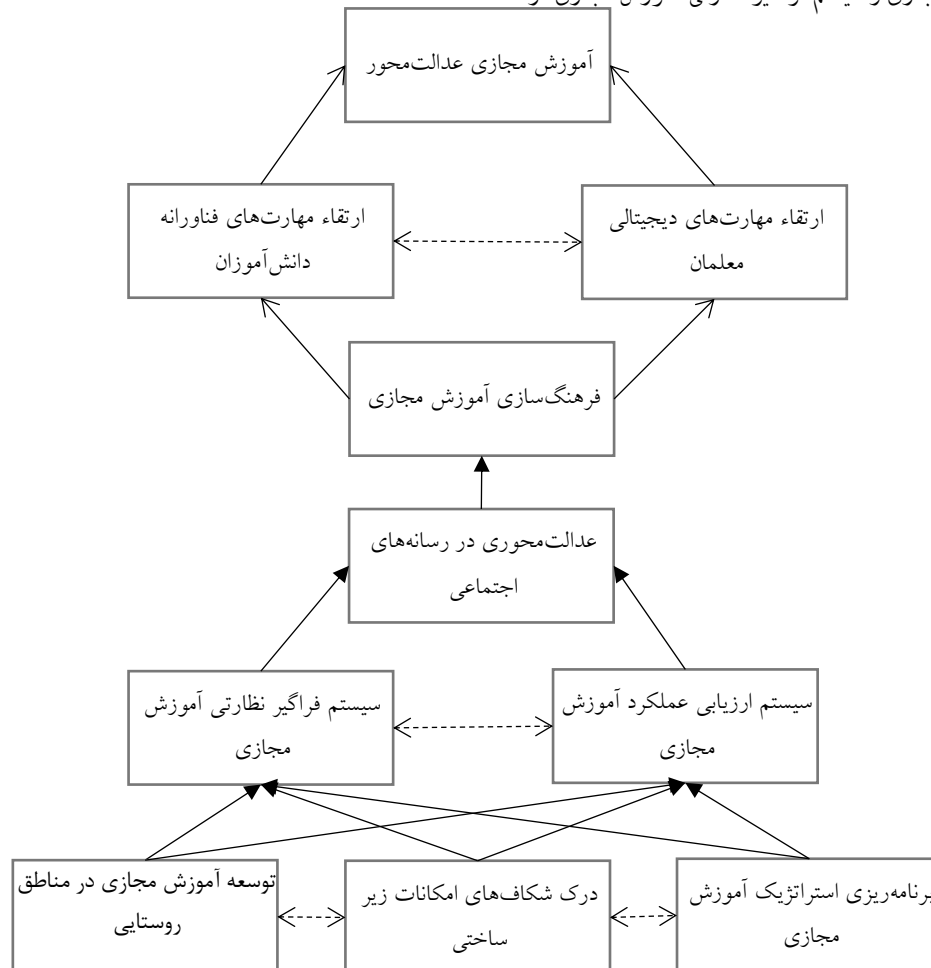 آموزش مجازی عدالت‌محور
ارتقاء مهارت‌های دیجیتالی
معلمان
ارتقاء مهارت‌های فناورانه
دانش‌آموزان
فرهنگ‌سازی آموزش مجازی
عدالت‌محوری در رسانه‌های
اجتماعی
سیستم ارزیابی عملکرد آموزش
مجازی
سیستم فراگیر نظارتی آموزش
مجازی
برنامه‌ریزی استراتژیک آموزش
مجازی
درک شکاف‌های امکانات زیر
ساختی
توسعه آموزش مجازی در مناطق
روستایی